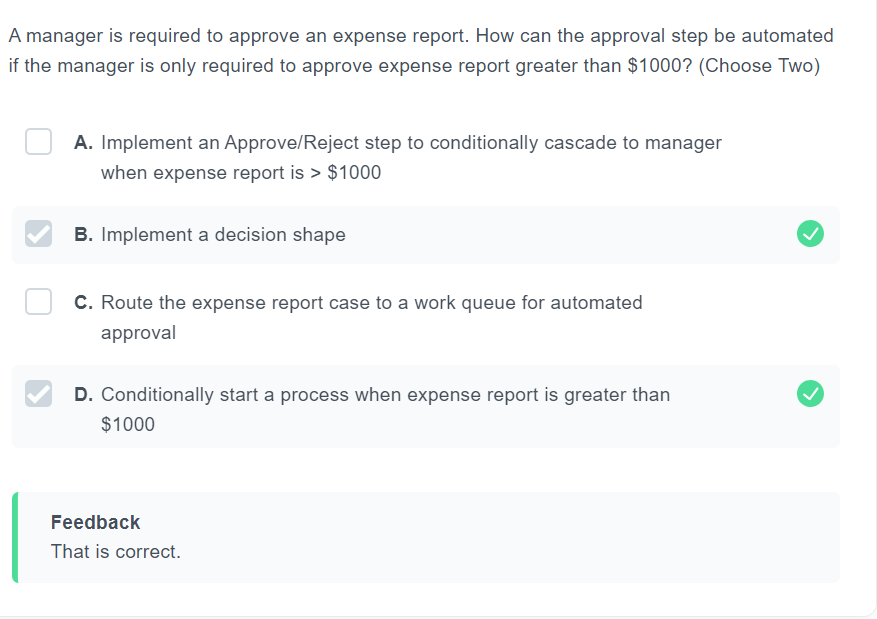 A manager is required to approve an expense report. How can the approval step be automated
if the manager is only required to approve expense report greater than $1000? (Choose Two)
A. Implement an Approve/Reject step to conditionally cascade to manager
when expense report is > $1000
B. Implement a decision shape
C. Route the expense report case to a work queue for automated
approval
D. Conditionally start a process when expense report is greater than
$1000
Feedback
That is correct.